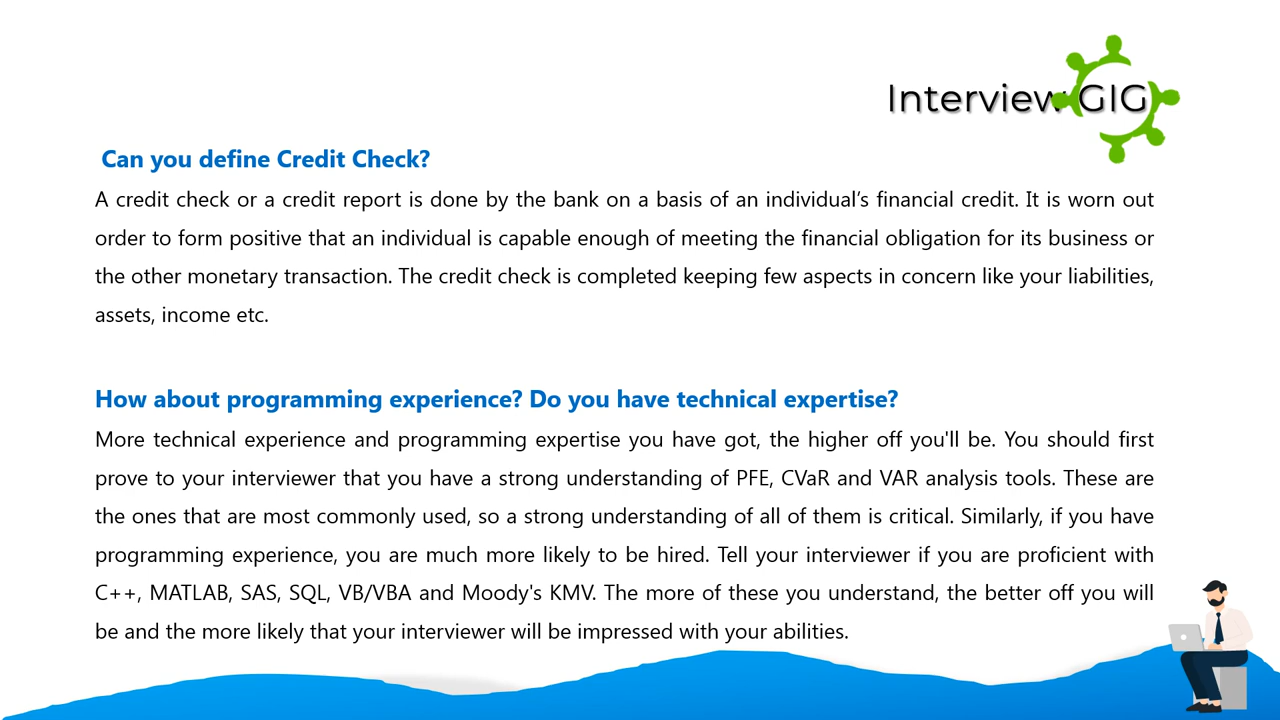 Interview GIG
Can you define Credit Check?
A credit check or a credit report is done by the bank on a basis of an individual’s financial credit. It is worn out
order to form positive that an individual is capable enough of meeting the financial obligation for its business or
the other monetary transaction. The credit check is completed keeping few aspects in concern like your liabilities,
assets, income etc.
How about programming experience? Do you have technical expertise?
More technical experience and programming expertise you have got, the higher off you'll be. You should first
prove to your interviewer that you have a strong understanding of PFE, CVaR and VAR analysis tools. These are
the ones that are most commonly used, so a strong understanding of all of them is critical. Similarly, if you have
programming experience, you are much more likely to be hired. Tell your interviewer if you are proficient with
C++, MATLAB, SAS, SQL, VB/VBA and Moody's KMV. The more of these you understand, the better off you will
be and the more likely that your interviewer will be impressed with your abilities.